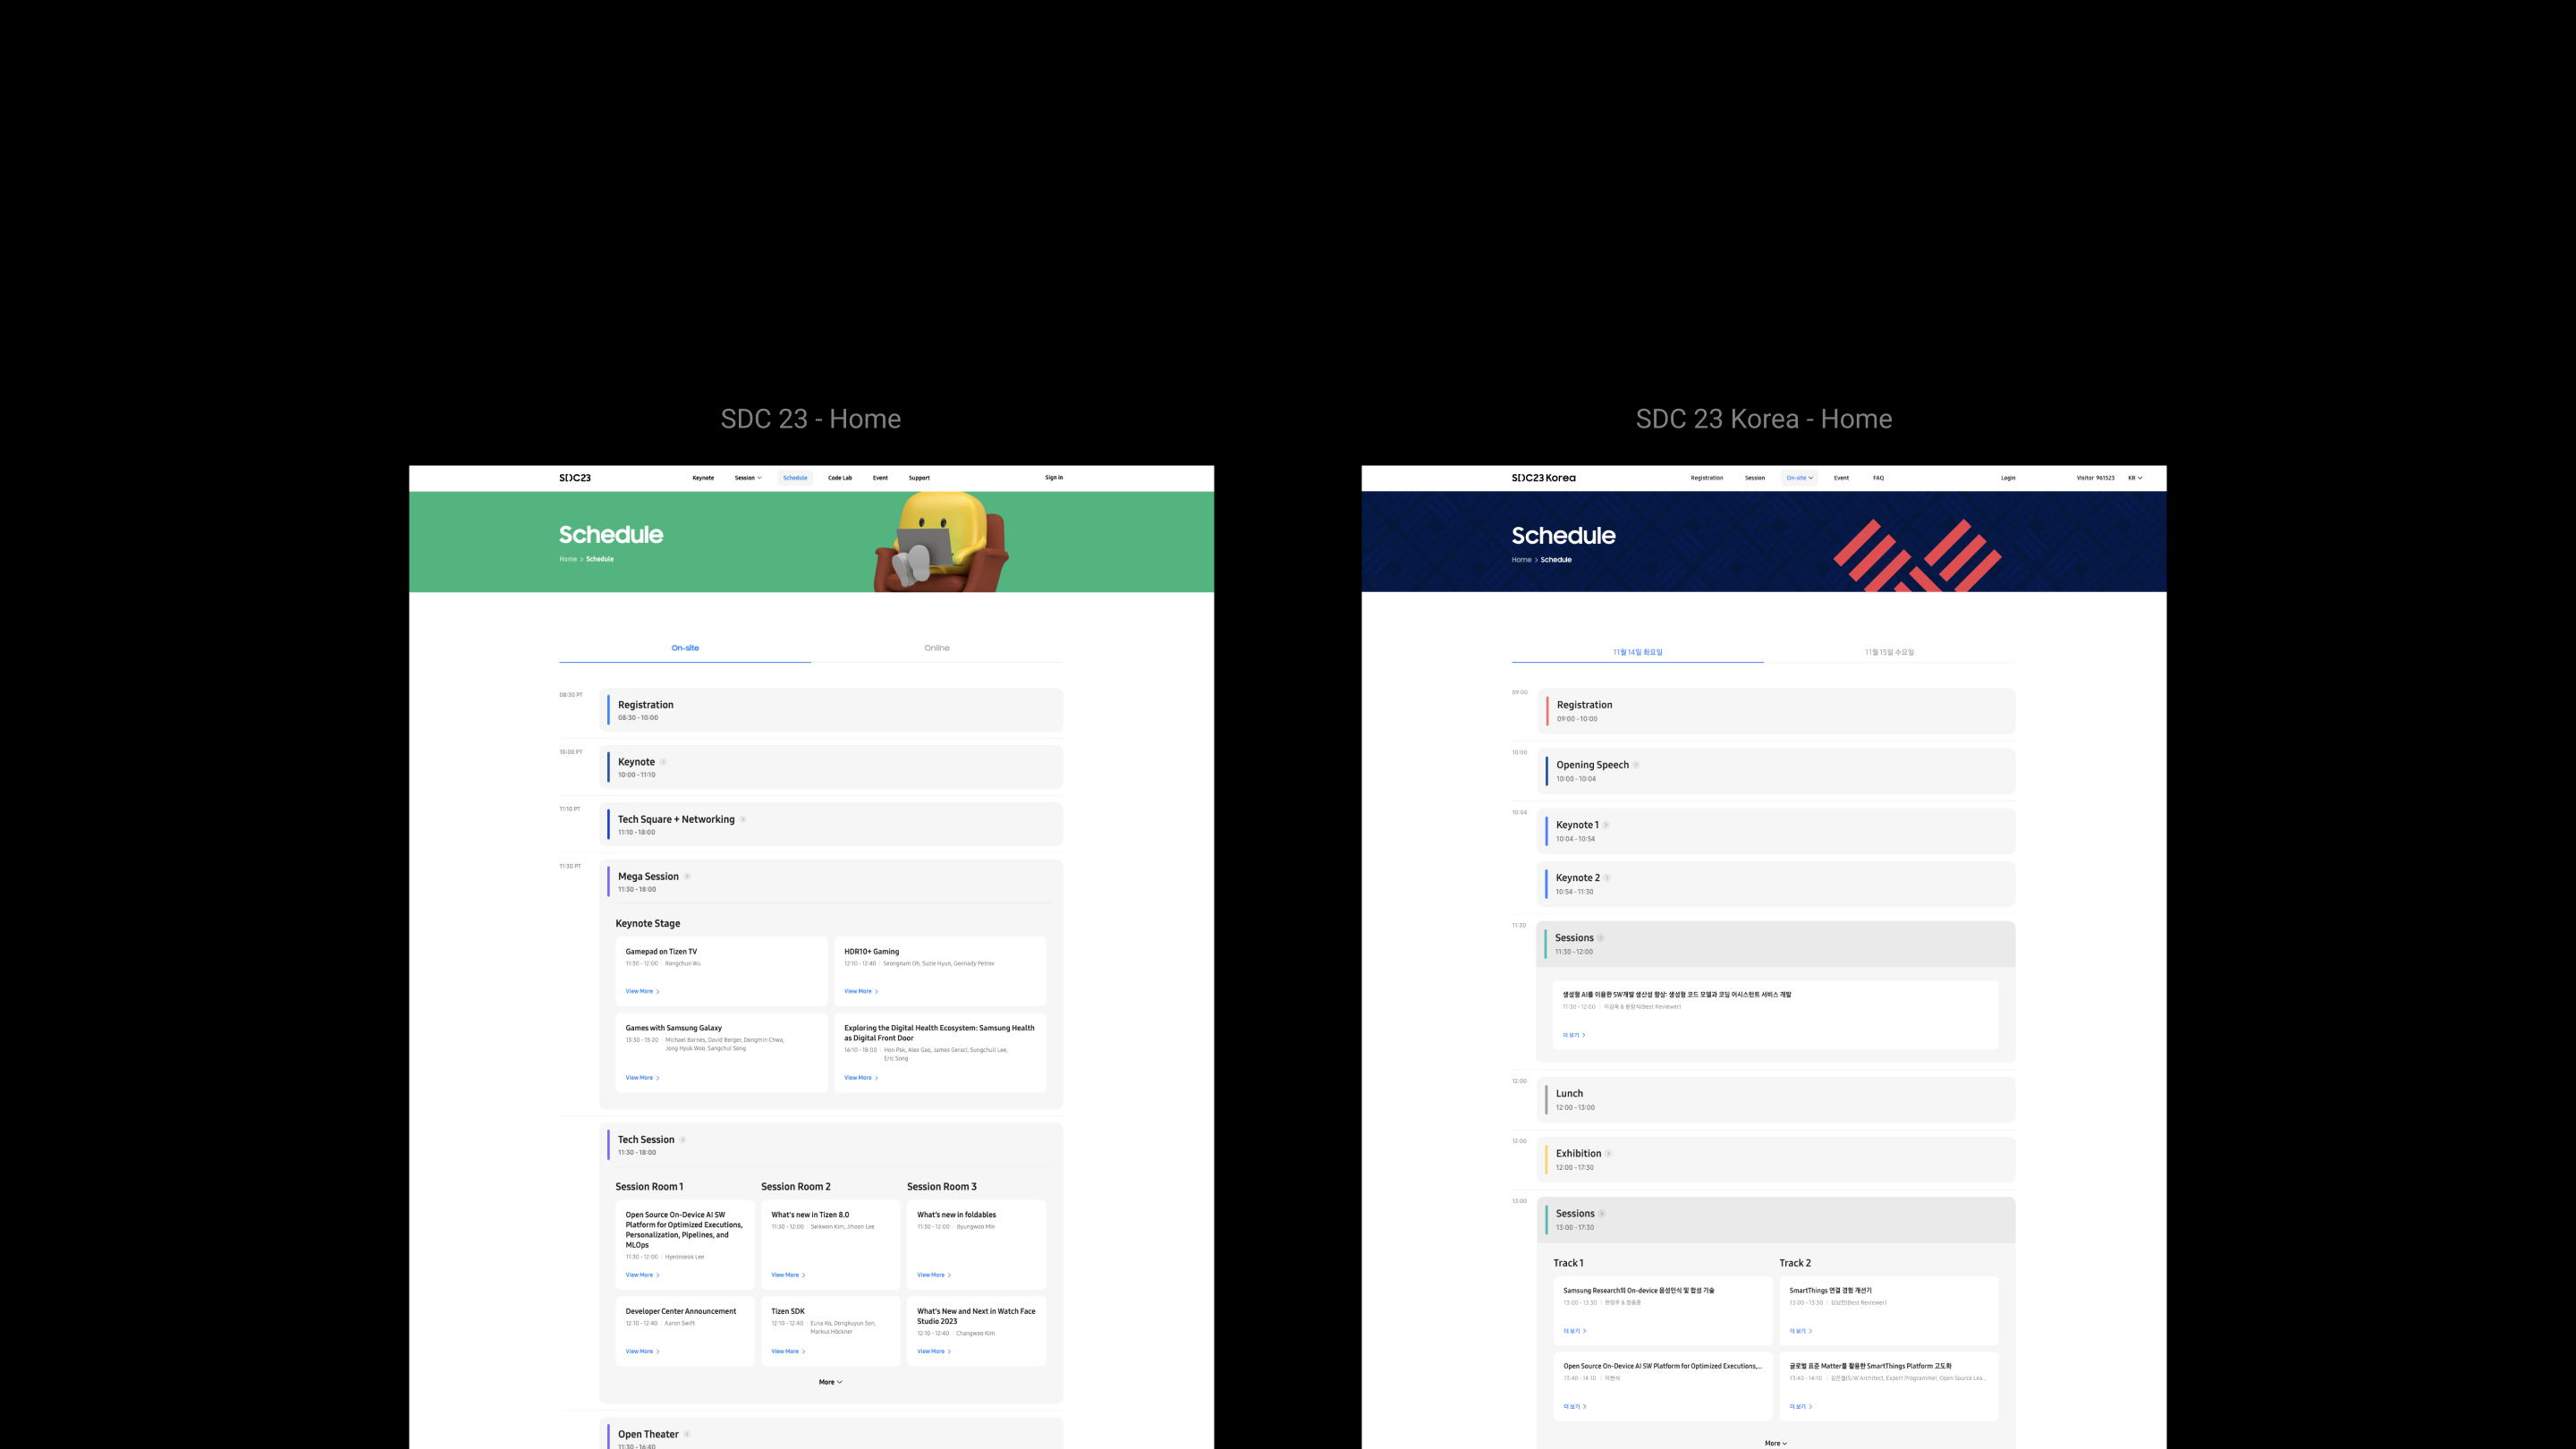 SDC 23 - Home
SDC23
Keynote
Session
Schedule
Code Lab
Event
Support
Sign In
Schedule
Home > Schedule
On-site
Online
08:30 PT
Registration
08:30 - 10:00
10:00 PT
Keynote
10:00 - 11:10
11:10 PT
Tech Square + Networking
11:10 - 18:00
11:30 PT
Mega Session
11:30 - 18:00
Keynote Stage
Gamepad on Tizen TV
11:30 - 12:00 | Rongchun Wu
View More >
HDR10+ Gaming
12:10 - 12:40 | Seongnam Oh, Suzie Hyun, Gennady Petrov
View More >
Games with Samsung Galaxy
13:30 - 15:20 | Michael Barnes, David Berger, Dongmin Chwa,
Jong Hyuk Woo, Sangchul Song
View More >
Exploring the Digital Health Ecosystem: Samsung Health
as Digital Front Door
16:10 - 18:00 | Hon Pak, Alex Gao, James Geraci, Sungchull Lee,
Eric Song
View More >
Tech Session
11:30 - 18:00
Session Room 1
Open Source On-Device AI SW
Platform for Optimized Executions,
Personalization, Pipelines, and
MLOps
11:30 - 12:00 | Hyeonseok Lee
View More >
Developer Center Announcement
12:10 - 12:40 | Aaron Swift
View More >
Session Room 2
What's new in Tizen 8.0
11:30 - 12:00 | Seikwon Kim, Jihoon Lee
View More >
Tizen SDK
12:10 - 12:40 | Euna Ko, Dongkuyun Son,
Markus Höckner
View More >
Session Room 3
What's new in foldables
11:30 - 12:00 | Byungwoo Min
View More >
What's New and Next in Watch Face
Studio 2023
12:10 - 12:40 | Changwoo Kim
View More >
More
Open Theater
11:30 - 16:40
SDC 23 Korea - Home
SDC23 Korea
Registration
Session
On-site
Event
FAQ
Login
Visitor 961523
KR
Schedule
Home > Schedule
11월 14일 화요일
11월 15일 수요일
09:00
Registration
09:00 - 10:00
10:00
Opening Speech
10:00 - 10:04
10:04
Keynote 1
10:04 - 10:54
Keynote 2
10:54 - 11:30
11:30
Sessions
11:30 - 12:00
생성형 AI를 이용한 SW개발 생산성 향상: 생성형 코드 모델과 코딩 어시스턴트 서비스 개발
11:30 - 12:00 | (Best Reviewer)
더 보기 >
12:00
Lunch
12:00 - 13:00
12:00
Exhibition
12:00 - 17:30
13:00
Sessions
13:00 - 17:30
Track 1
Samsung Research의 On-device 음성인식 및 합성 기술
13:00 - 13:30
더 보기 >
Open Source On-Device AI SW Platform for Optimized Executions,...
13:40 - 14:10 | 이현석
더 보기 >
Track 2
SmartThings 연결 경험 개선기
13:00 - 13:30 | (Best Reviewer)
더 보기 >
글로벌 표준 Matter를 활용한 SmartThings Platform 고도화
13:40 - 14:10 | (S/W Architect, Expert Programmer, Open Source Lea...
더 보기 >
More